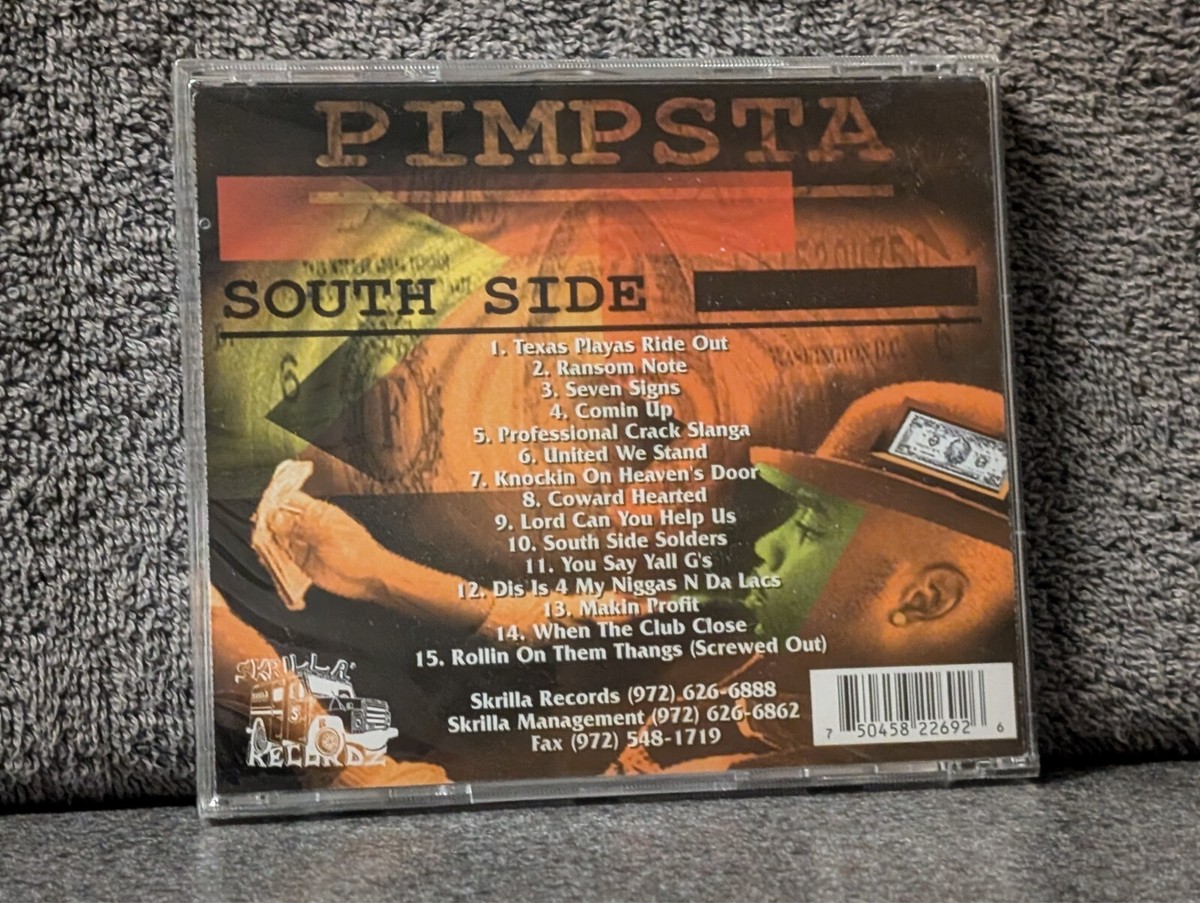 PIMPSTA
SOUTH SIDE
WASHINGTON D.C.
6
1. Texas Playas Ride Out
2. Ransom Note
3. Seven Signs
4. Comin Up
5. Professional Crack Slanga
6. United We Stand
7. Knockin On Heaven's Door
8. Coward Hearted
9. Lord Can You Help Us
10. South Side Solders
11. You Say Yall G's
12. Dis Is 4 My Niggas N Da Lacs
13. Makin Profit
14. When The Club Close
15. Rollin On Them Thangs (Screwed Out)
Skrilla Records (972) 626-6888
Skrilla Management (972) 626-6862
Fax (972) 548-1719
SKRILLA
RECORDZ
7 50458 22692 6